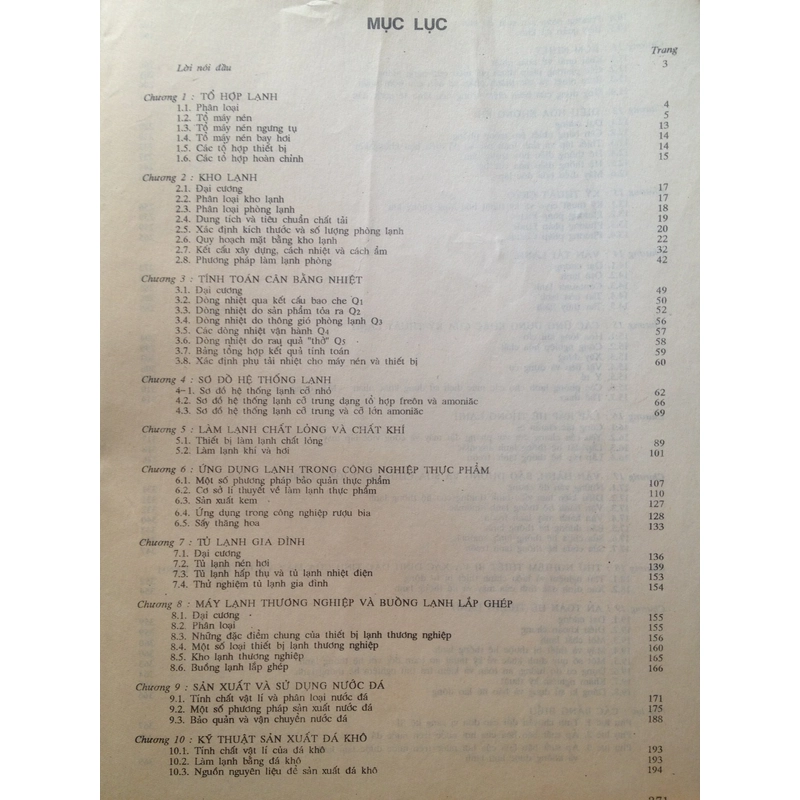 MỤC LỤC
Trang
Lời nói đầu 3
Chương 1 : TỔ HỢP LẠNH
1.1. Phân loại 4
1.2. Tổ máy nén 5
1.3. Tổ máy nén ngưng tụ 13
1.4. Tổ máy nén bay hơi 14
1.5. Các tổ hợp thiết bị 14
1.6. Các tổ hợp hoàn chỉnh 15
Chương 2 : KHO LẠNH
2.1. Đại cương 17
2.2. Phân loại kho lạnh 17
2.3. Phân loại phòng lạnh 18
2.4. Dung tích và tiêu chuẩn chất tải 19
2.5. Xác định kích thước và số lượng phòng lạnh 20
2.6. Quy hoạch mặt bằng kho lạnh 22
2.7. Kết cấu xây dựng, cách nhiệt và cách ẩm 32
2.8. Phương pháp làm lạnh phòng 42
Chương 3 : TÍNH TOÁN CÂN BẰNG NHIỆT
3.1. Đại cương 49
3.2. Dòng nhiệt qua kết cấu bao che Q1 50
3.3. Dòng nhiệt do sản phẩm tỏa ra Q2 52
3.4. Dòng nhiệt do thông gió phòng lạnh Q3 56
3.5. Các dòng nhiệt vận hành Q4 57
3.6. Dòng nhiệt do rau quả "thở" Q5 58
3.7. Bảng tổng hợp kết quả tính toán 59
3.8. Xác định phụ tải nhiệt cho máy nén và thiết bị 60
Chương 4 : SƠ ĐỒ HỆ THỐNG LẠNH
4-1. Sơ đồ hệ thống lạnh cỡ nhỏ 62
4.2. Sơ đồ hệ thống lạnh cỡ trung dạng tổ hợp freôn và amoniăc 66
4.3. Sơ đồ hệ thống lạnh cỡ trung và cỡ lớn amoniăc 69
Chương 5 : LÀM LẠNH CHẤT LỎNG VÀ CHẤT KHÍ
5.1. Thiết bị làm lạnh chất lỏng 89
5.2. Làm lạnh khí và hơi 101
Chương 6 : ỨNG DỤNG LẠNH TRONG CÔNG NGHIỆP THỰC PHẨM
6.1. Một số phương pháp bảo quản thực phẩm 107
6.2. Cơ sở lí thuyết về làm lạnh thực phẩm 110
6.3. Sản xuất kem 127
6.4. Ứng dụng trong công nghiệp rượu bia 128
6.5. Sấy thăng hoa 133
Chương 7 : TỦ LẠNH GIA ĐÌNH
7.1. Đại cương 136
7.2. Tủ lạnh nén hơi 139
7.3. Tủ lạnh hấp thụ và tủ lạnh nhiệt điện 153
7.4. Thử nghiệm tủ lạnh gia đình 154
Chương 8 : MÁY LẠNH THƯƠNG NGHIỆP VÀ BUỒNG LẠNH LẮP GHÉP
8.1. Đại cương 155
8.2 Phân loại 155
8.3. Những đặc điểm chung của thiết bị lạnh thương nghiệp 156
8.4. Một số loại thiết bị lạnh thương nghiệp 160
8.5. Kho lạnh thương nghiệp 165
8.6. Buồng lạnh lắp ghép 166
Chương 9 : SẢN XUẤT VÀ SỬ DỤNG NƯỚC ĐÁ
9.1. Tính chất vật lí và phân loại nước đá 171
9.2. Một số phương pháp sản xuất nước đá 175
9.3. Bảo quản và vận chuyển nước đá 188
Chương 10 : KỸ THUẬT SẢN XUẤT ĐÁ KHÔ
10.1. Tính chất vật lí của đá khô 193
10.2. Làm lạnh bằng đá khô 193
10.3. Nguồn nguyên liệu để sản xuất đá khô 194